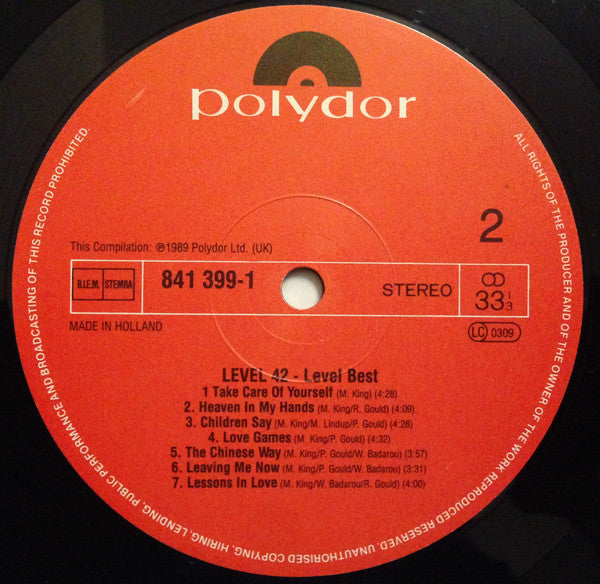 polydor
2
This Compilation: ℗1989 Polydor Ltd. (UK)
B.I.E.M. STEMRA
841 399-1
STEREO
33 1/3
MADE IN HOLLAND
LC 0309
LEVEL 42 - Level Best
1 Take Care Of Yourself (M. King) (4:28)
2. Heaven In My Hands (M. King/R. Gould) (4:09)
3. Children Say (M. King/M. Lindup/P. Gould) (4:28)
4. Love Games (M. King/P. Gould) (4:32)
5. The Chinese Way (M. King/P. Gould/W. Badarou) (3:57)
6. Leaving Me Now (M. King/P. Gould/W. Badarou) (3:31)
7. Lessons In Love (M. King/W. Badarou/R. Gould) (4:00)
ALL RIGHTS OF THE PRODUCER AND OF THE OWNER OF THE WORK REPRODUCED RESERVED. UNAUTHORISED COPYING, HIRING, LENDING, PUBLIC PERFORMANCE AND BROADCASTING OF THIS RECORD PROHIBITED.